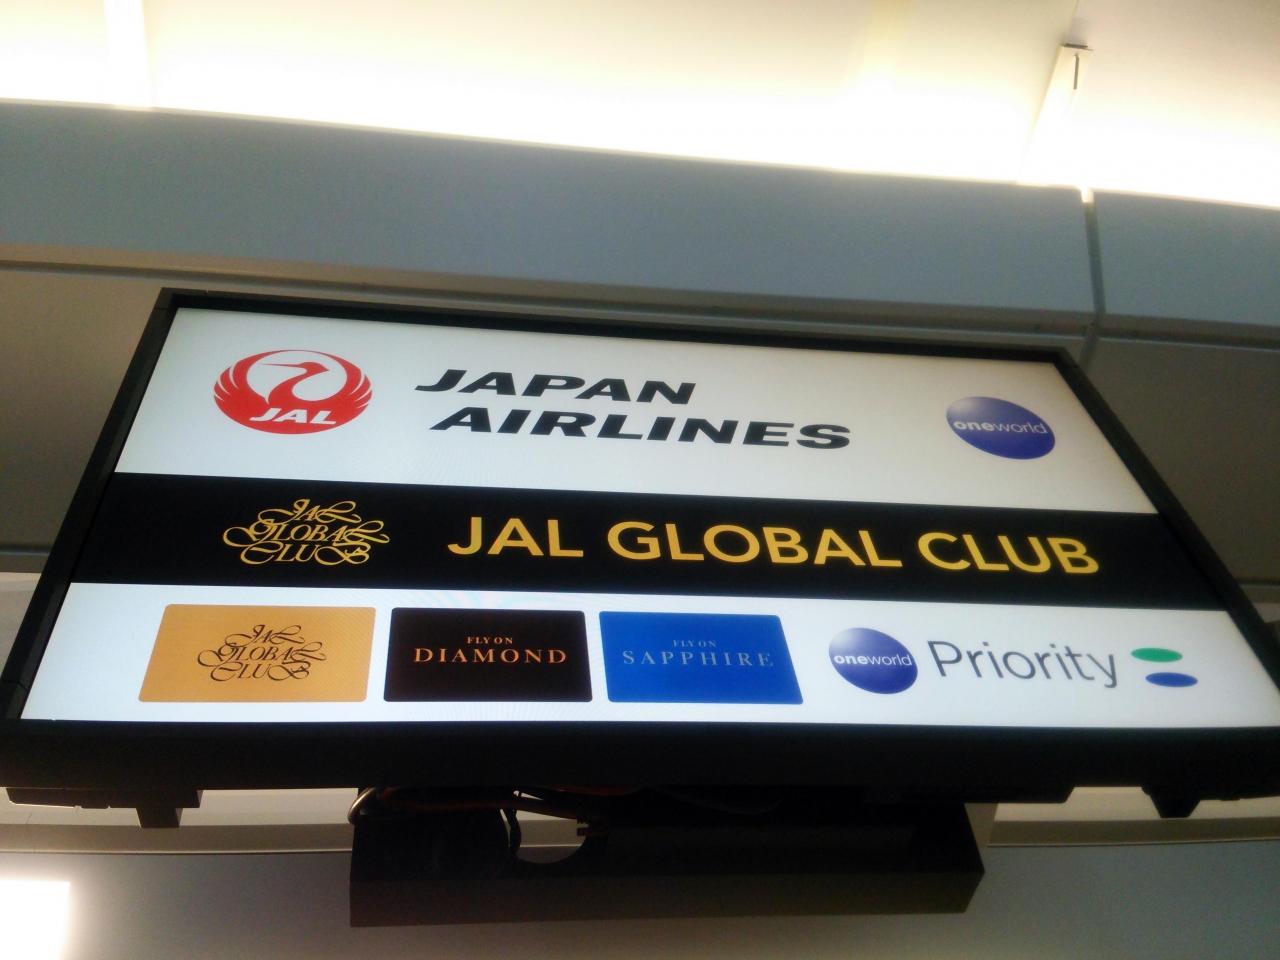 JAL
JAPAN
AIRLINES
oneworld
JAL
GLOBAL
CLUB
JAL GLOBAL CLUB
JAL
GLOBAL
CLUB
FLY ON
DIAMOND
FLY ON
SAPPHIRE
oneworld
Priority